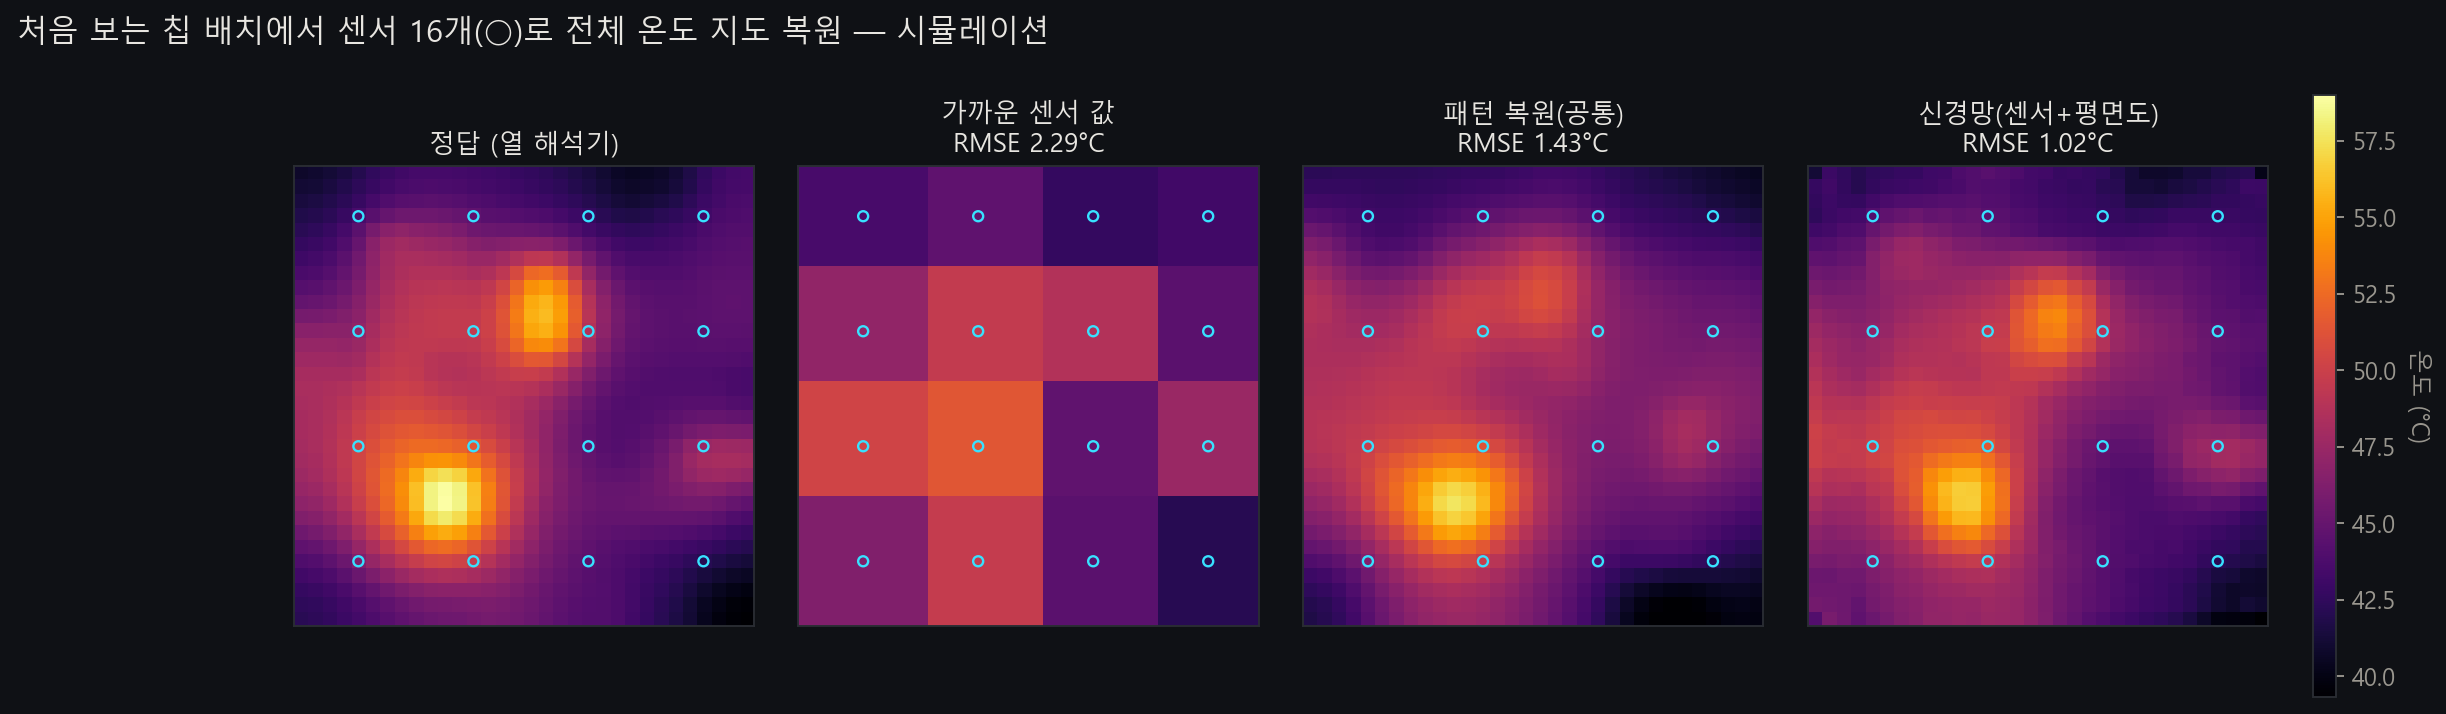 처음 보는 칩 배치에서 센서 16개(○)로 전체 온도 지도 복원 — 시뮬레이션
정답 (열 해석기)
가까운 센서 값
RMSE 2.29°C
패턴 복원(공통)
RMSE 1.43°C
신경망(센서+평면도)
RMSE 1.02°C
57.5
55.0
52.5
50.0
47.5
45.0
42.5
40.0
온도 (°C)